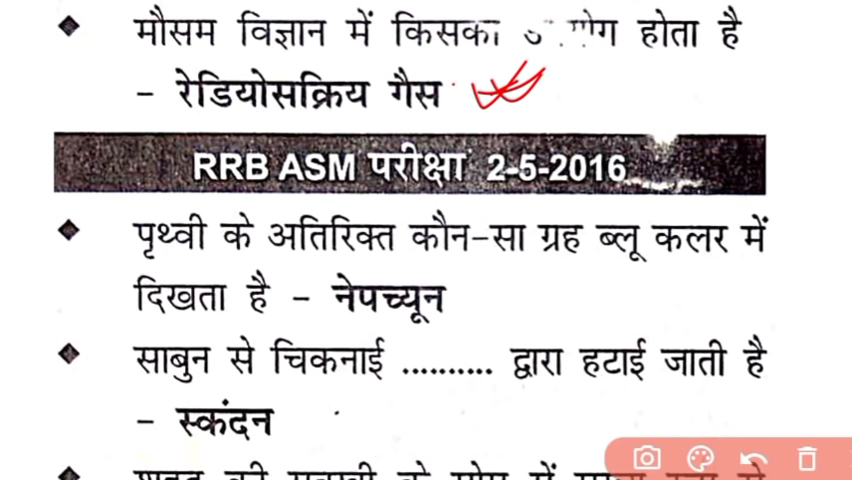 ◆ मौसम विज्ञान में किसका होता है
- रेडियोसक्रिय गैस
RRB ASM परीक्षा 2-5-2016
◆ पृथ्वी के अतिरिक्त कौन-सा ग्रह ब्लू कलर में
दिखता है - नेपच्यून
◆ साबुन से चिकनाई .......... द्वारा हटाई जाती है
- स्कंदन